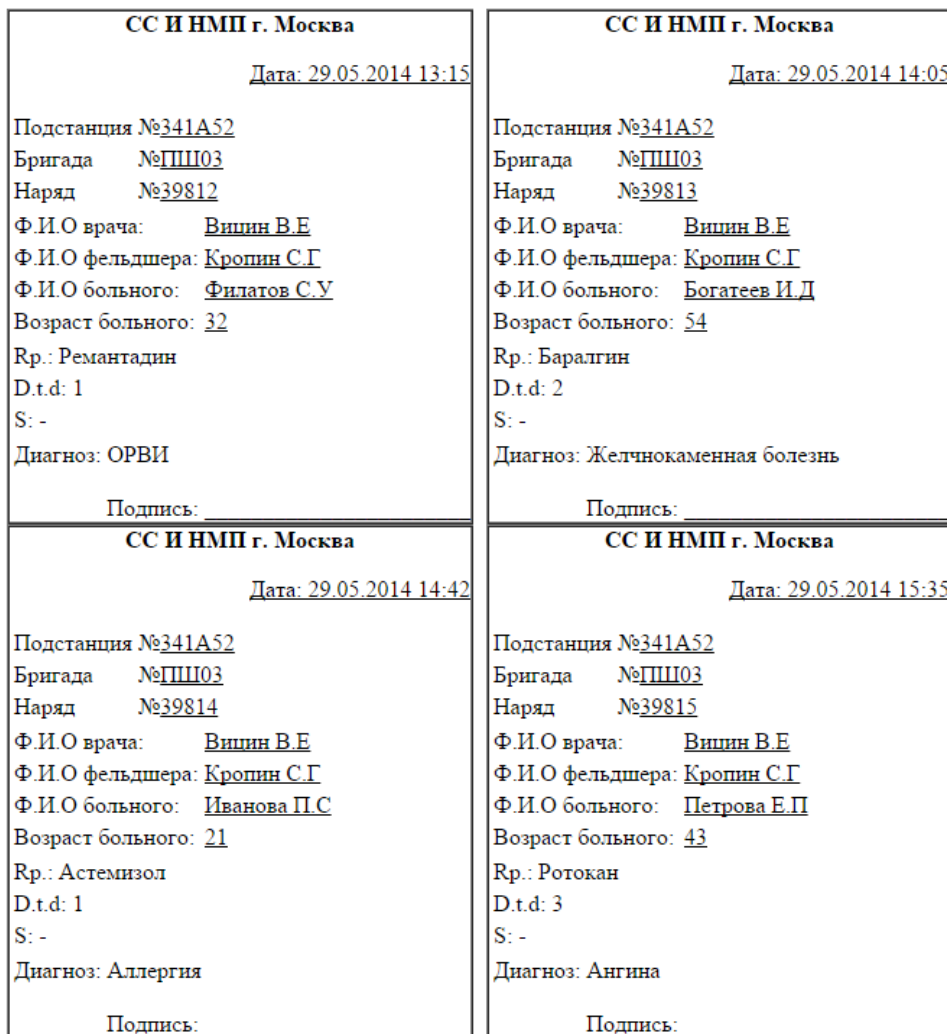 СС И НМП г. Москва
Дата: 29.05.2014 13:15
Подстанция №341А52
Бригада №ПШ03
Наряд №39812
Ф.И.О врача: Вицин В.Е
Ф.И.О фельдшера: Кропин С.Г
Ф.И.О больного: Филатов С.У
Возраст больного: 32
Rp.: Ремантадин
D.t.d: 1
S: -
Диагноз: ОРВИ
Подпись:
СС И НМП г. Москва
Дата: 29.05.2014 14:05
Подстанция №341А52
Бригада №ПШ03
Наряд №39813
Ф.И.О врача: Вицин В.Е
Ф.И.О фельдшера: Кропин С.Г
Ф.И.О больного: Богатеев И.Д
Возраст больного: 54
Rp.: Баралгин
D.t.d: 2
S: -
Диагноз: Желчнокаменная болезнь
Подпись:
СС И НМП г. Москва
Дата: 29.05.2014 14:42
Подстанция №341А52
Бригада №ПШ03
Наряд №39814
Ф.И.О врача: Вицин В.Е
Ф.И.О фельдшера: Кропин С.Г
Ф.И.О больного: Иванова П.С
Возраст больного: 21
Rp.: Астемизол
D.t.d: 1
S: -
Диагноз: Аллергия
Подпись:
СС И НМП г. Москва
Дата: 29.05.2014 15:35
Подстанция №341А52
Бригада №ПШ03
Наряд №39815
Ф.И.О врача: Вицин В.Е
Ф.И.О фельдшера: Кропин С.Г
Ф.И.О больного: Петрова Е.П
Возраст больного: 43
Rp.: Ротокан
D.t.d: 3
S: -
Диагноз: Ангина
Подпись: